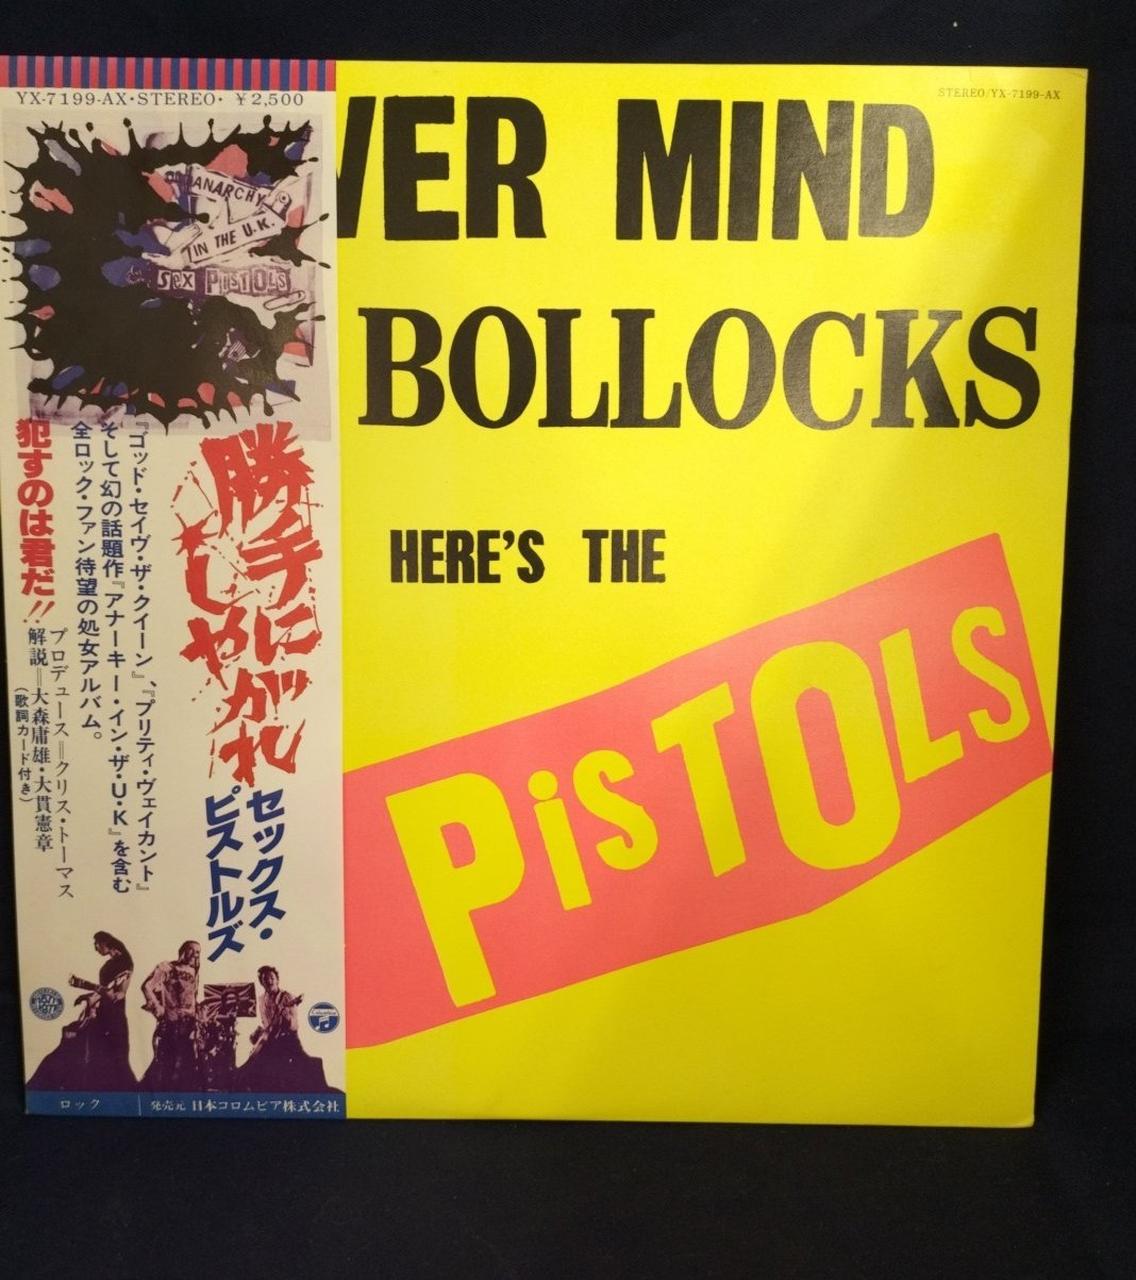 YX-7199-AX・STEREO・ ¥2,500
ANARCHY
IN THE U.K.
SEX PISTOLS
勝手に
しやがれ
セックス・
ピストルズ
『ゴッド・セイヴ・ザ・クイーン』、『プリティ・ヴェイカント』
そして幻の話題作『アナーキー・イン・ザ・U・K』を含む
全ロック・ファン待望の処女アルバム。
犯すのは君だ!!
プロデュース＝クリス・トーマス
解説＝大森庸雄・大貫憲章
(歌詞カード付き)
Columbia
ロック
発売元 日本コロムビア株式会社
STEREO/YX-7199-AX
VER MIND
BOLLOCKS
HERE'S THE
PiSTOLS